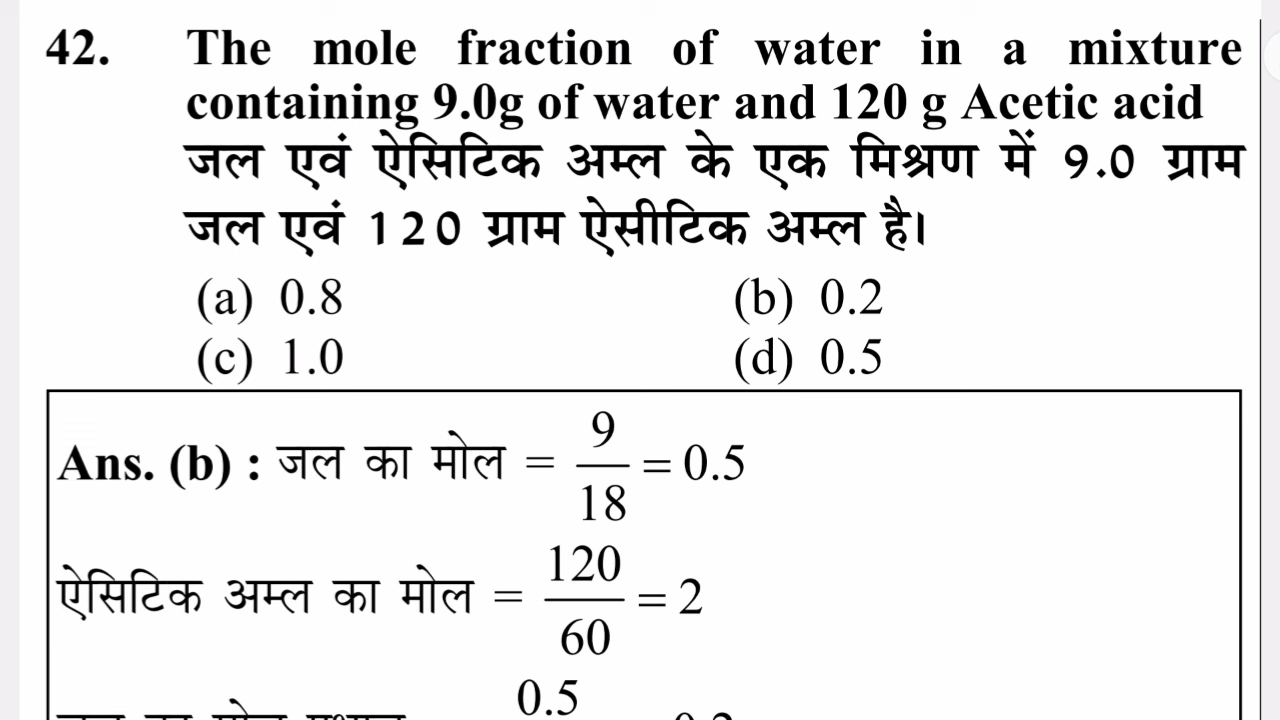 42. The mole fraction of water in a mixture
containing 9.0g of water and 120 g Acetic acid
जल एवं ऐसिटिक अम्ल के एक मिश्रण में 9.0 ग्राम
जल एवं 120 ग्राम ऐसीटिक अम्ल है।
(a) 0.8 (b) 0.2
(c) 1.0 (d) 0.5
Ans. (b) : जल का मोल = 9/18 = 0.5
ऐसिटिक अम्ल का मोल = 120/60 = 2
0.5